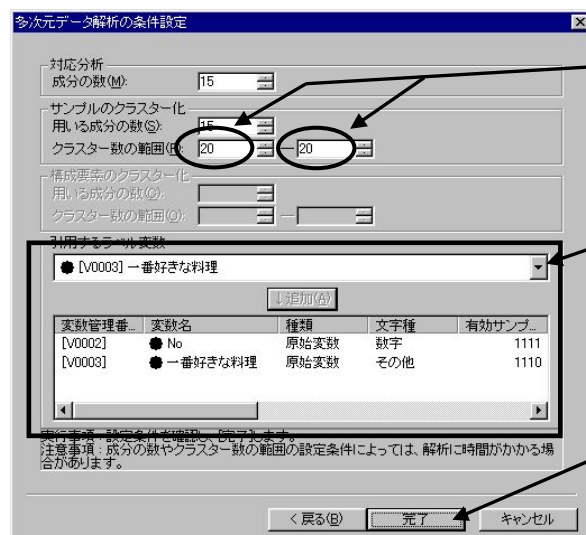 多次元データ解析の条件設定
対応分析
成分の数(M): 15
サンプルのクラスター化
用いる成分の数(S): 15
クラスター数の範囲(R): 20 — 20
構成要素のクラスター化
用いる成分の数(C):
クラスター数の範囲(O): —
引用するラベル変数
[V0003] 一番好きな料理
↓追加(A)
変数管理番... 変数名 種類 文字種 有効サンプ...
[V0002] No 原始変数 数字 1111
[V0003] 一番好きな料理 原始変数 その他 1110
実行事項:設定条件を確認し、[完了]します。
注意事項:成分の数やクラスター数の範囲の設定条件によっては、解析に時間がかかる場
合があります。
< 戻る(B) 完了 キャンセル